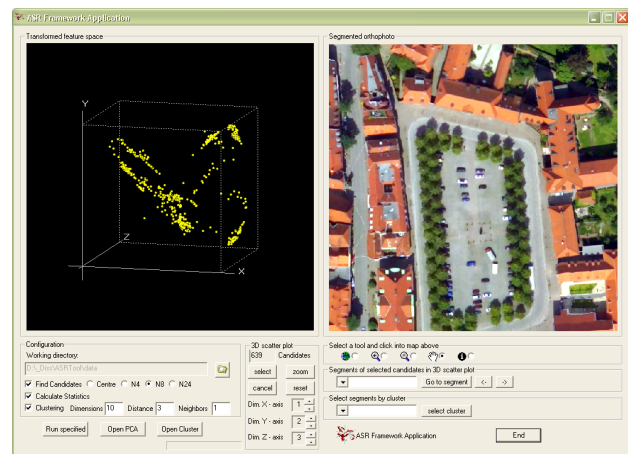 ASR Framework Application
Transformed feature space
Segmented orthophoto
Y
Z
X
Configuration
Working directory:
D:\_Diss\ASRTool\data
Find Candidates Centre N4 N8 N24
Calculate Statistics
Clustering Dimensions 10 Distance 3 Neighbors 1
Run specified Open PCA Open Cluster
3D scatter plot
639 Candidates
select zoom
cancel reset
Dim. X - axis 1
Dim. Y - axis 2
Dim. Z - axis 3
Select a tool and click into map above
Segments of selected candidates in 3D scatter plot
Go to segment <- ->
Select segments by cluster
select cluster
ASR Framework Application End